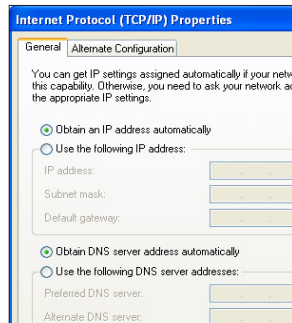 Internet Protocol (TCP/IP) Properties
General
Alternate Configuration
You can get IP settings assigned automatically if your
this capability. Otherwise, you need to ask your network
the appropriate IP settings.
Obtain an IP address automatically
Use the following IP address:
IP address:
Subnet mask:
Default gateway:
Obtain DNS server address automatically
Use the following DNS server addresses:
Preferred DNS server:
Alternate DNS server: